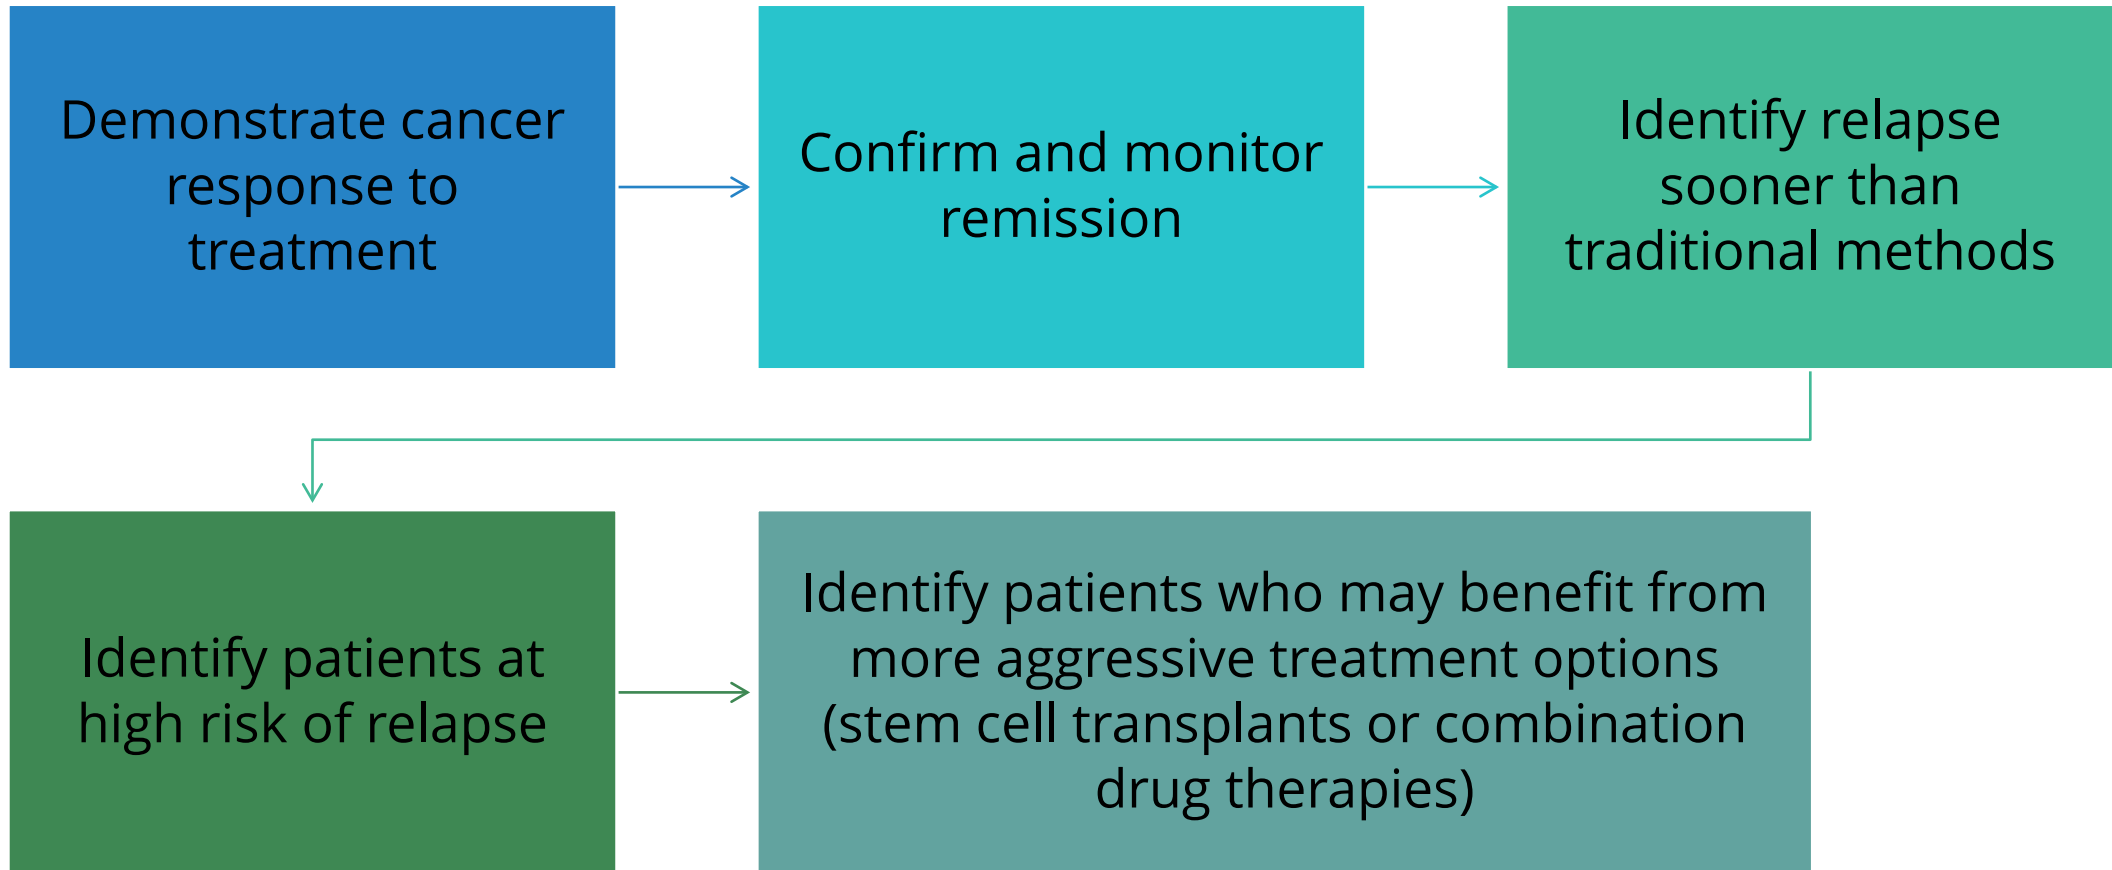 Demonstrate cancer
response to
treatment
Confirm and monitor
remission
Identify relapse
sooner than
traditional methods
Identify patients at
high risk of relapse
Identify patients who may benefit from
more aggressive treatment options
(stem cell transplants or combination
drug therapies)